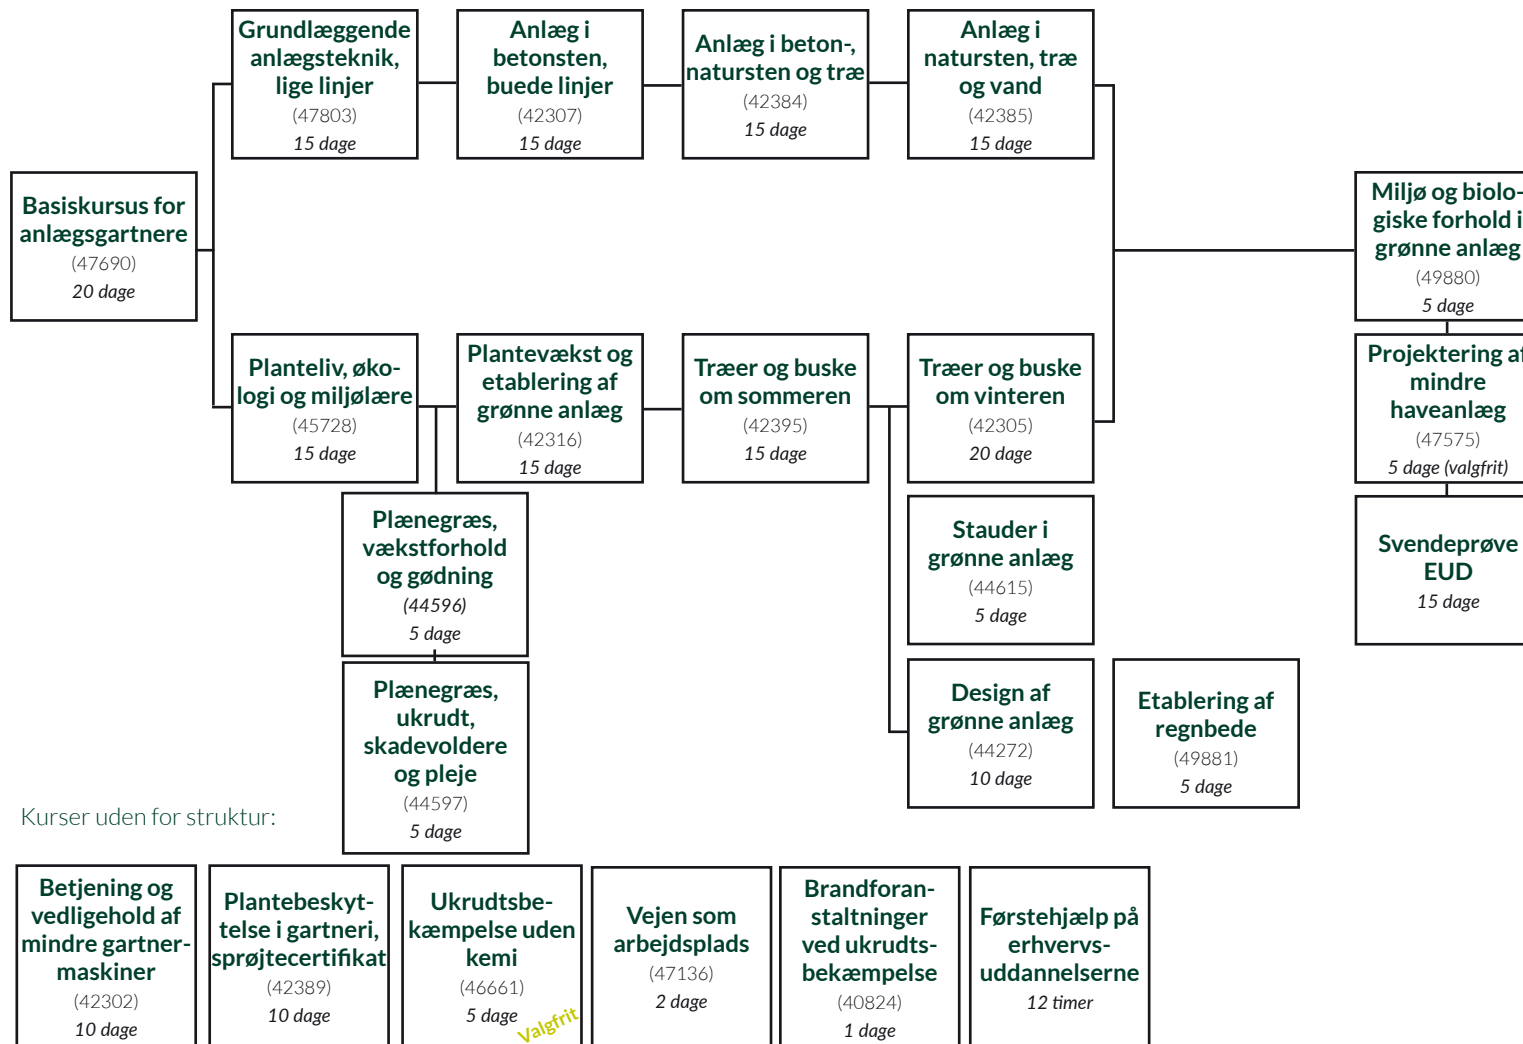 Grundlæggende
anlægsteknik,
lige linjer
(47803)
15 dage
Anlæg i
betonsten,
buede linjer
(42307)
15 dage
Anlæg i beton-,
natursten og træ
(42384)
15 dage
Anlæg i
natursten, træ
og vand
(42385)
15 dage
Basiskursus for
anlægsgartnere
(47690)
20 dage
Miljø og biolo-
giske forhold i
grønne anlæg
(49880)
5 dage
Planteliv, øko-
logi og miljølære
(45728)
15 dage
Plantevækst og
etablering af
grønne anlæg
(42316)
15 dage
Træer og buske
om sommeren
(42395)
15 dage
Træer og buske
om vinteren
(42305)
20 dage
Projektering af
mindre
haveanlæg
(47575)
5 dage (valgfrit)
Plænegræs,
vækstforhold
og gødning
(44596)
5 dage
Stauder i
grønne anlæg
(44615)
5 dage
Svendeprøve
EUD
15 dage
Plænegræs,
ukrudt,
skadevoldere
og pleje
(44597)
5 dage
Design af
grønne anlæg
(44272)
10 dage
Etablering af
regnbede
(49881)
5 dage
Kurser uden for struktur:
Betjening og
vedligehold af
mindre gartner-
maskiner
(42302)
10 dage
Plantebeskyt-
telse i gartneri,
sprøjtecertifikat
(42389)
10 dage
Ukrudtsbe-
kæmpelse uden
kemi
(46661)
5 dage
Valgfrit
Vejen som
arbejdsplads
(47136)
2 dage
Brandforan-
staltninger
ved ukrudts-
bekæmpelse
(40824)
1 dage
Førstehjælp på
erhvervs-
uddannelserne
12 timer